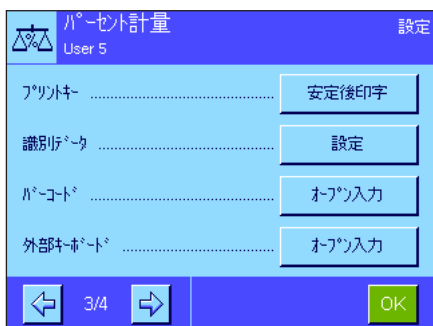 パーセント計量
設定
User 5
プリントキー ........................................ 安定後印字
識別データ ........................................ 設定
バーコード ........................................ オープン入力
外部キーボード ................................ オープン入力
3/4
OK